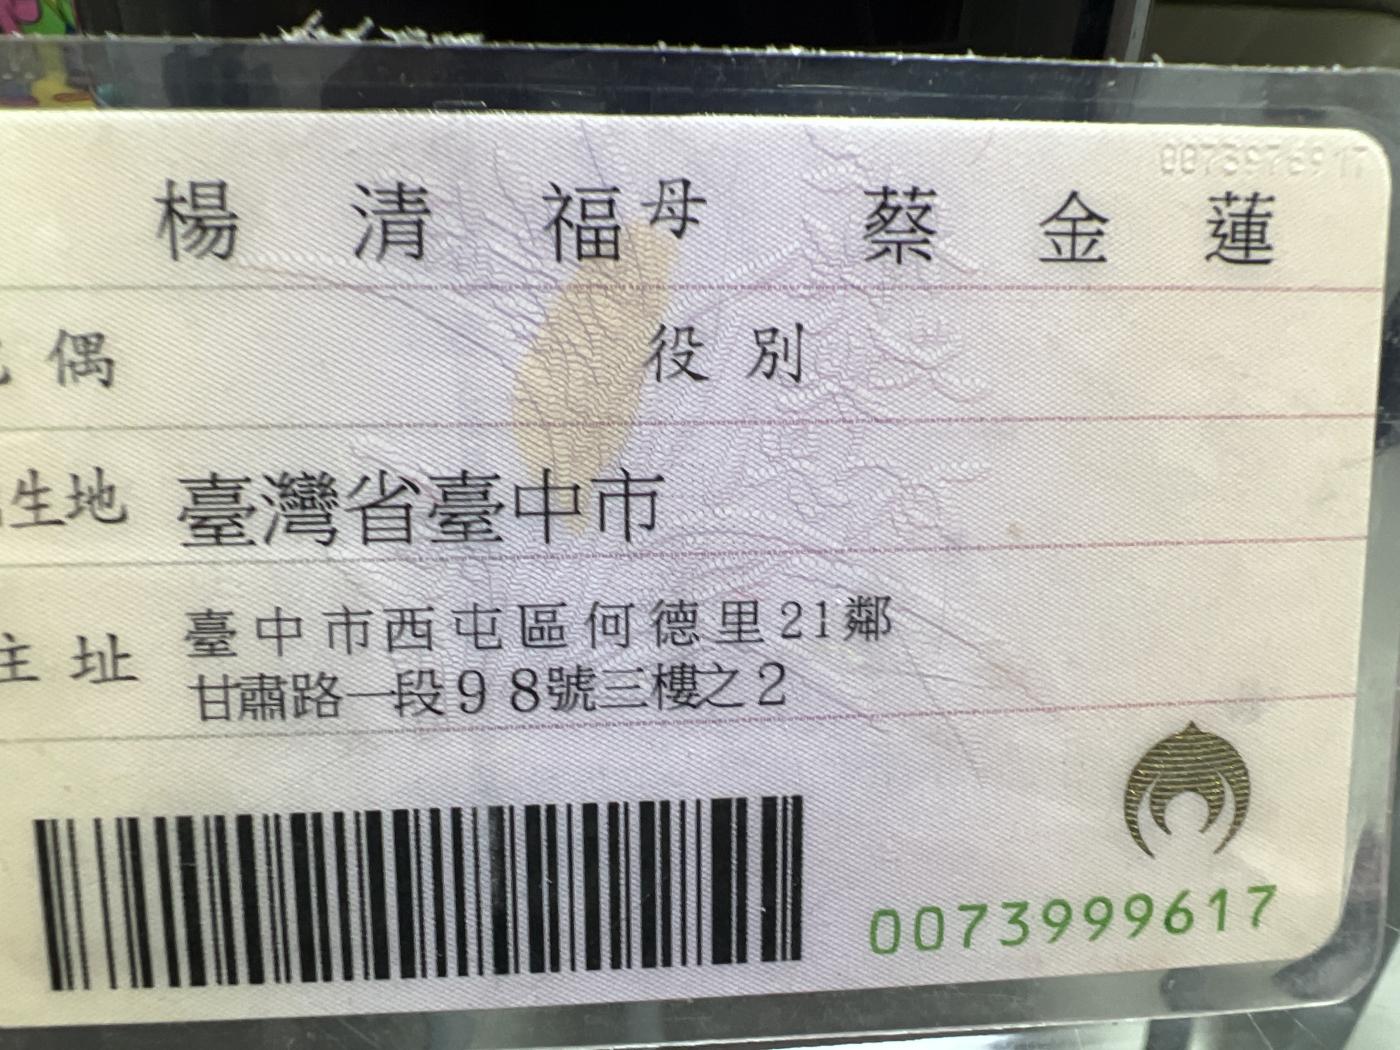 楊清福 母 蔡金蓮
偶 役別
生地 臺灣省臺中市
住址 臺中市西屯區何德里21鄰
甘肅路一段98號三樓之2
0073999617